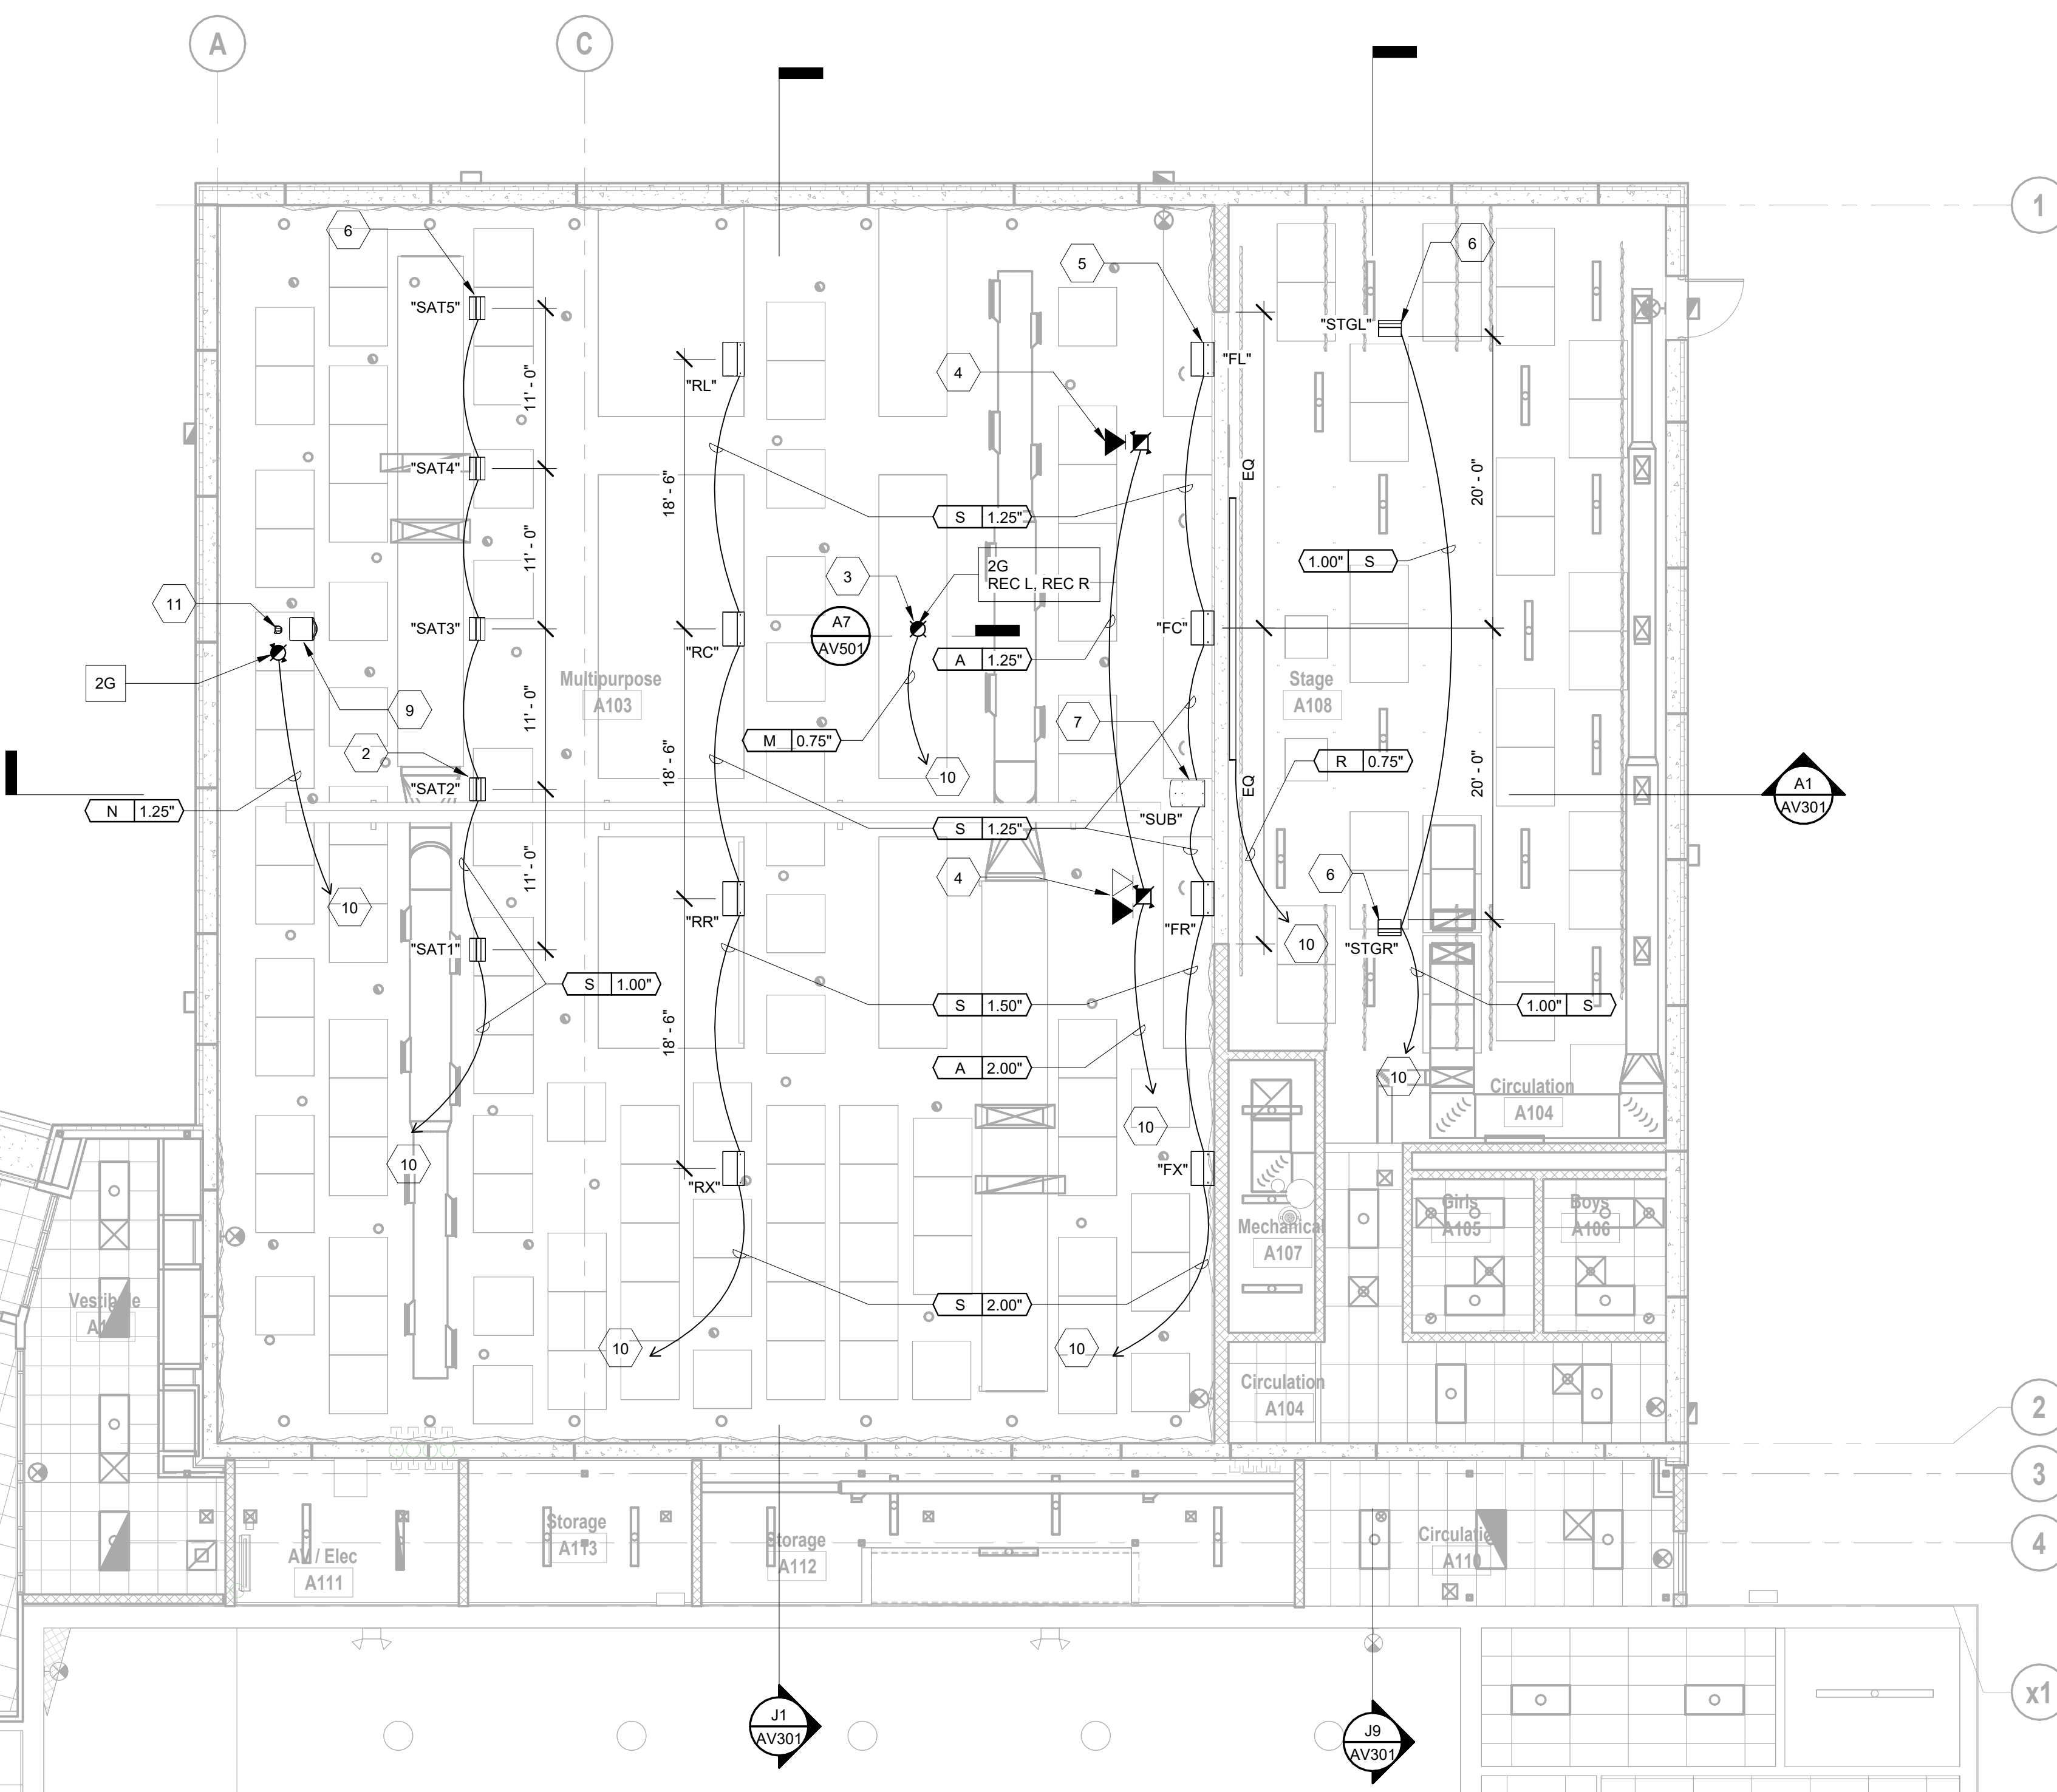 A
C
1
6
6
5
"SAT5"
"STGL"
11' - 0"
"RL"
4
"FL"
"SAT4"
EQ
20' - 0"
18' - 6"
S 1.25"
11' - 0"
1.00" S
2G
REC L, REC R
3
11
"SAT3"
A7
AV501
"FC"
"RC"
A 1.25"
2G
Multipurpose
A103
Stage
A108
9
11' - 0"
7
M 0.75"
2
R 0.75"
18' - 6"
EQ
20' - 0"
10
"SAT2"
A1
AV301
N 1.25"
"SUB"
S 1.25"
11' - 0"
4
6
10
"RR"
"FR"
10
"SAT1"
"STGR"
S 1.00"
S 1.50"
1.00" S
18' - 6"
A 2.00"
10
Circulation
A104
10
10
"RX"
"FX"
Girls
A105
Boys
A106
Mechanical
A107
Vestibule
S 2.00"
10
10
Circulation
A104
2
3
4
Storage
A113
Storage
A112
Circulation
A110
AV / Elec
A111
x1
J1
AV301
J9
AV301